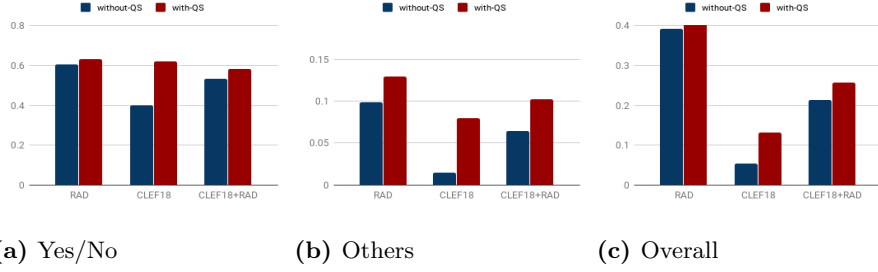 without-QS with-QS
0.8
0.6
0.4
0.2
0
RAD CLEF18 CLEF18+RAD
(a) Yes/No
without-QS with-QS
0.15
0.1
0.05
0
RAD CLEF18 CLEF18+RAD
(b) Others
without-QS with-QS
0.4
0.3
0.2
0.1
0
RAD CLEF18 CLEF18+RAD
(c) Overall